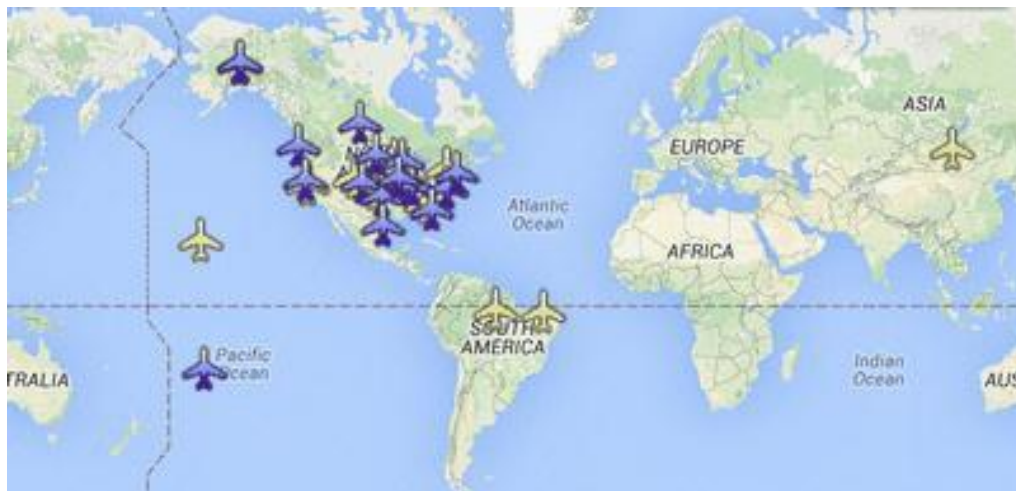 ASIA
EUROPE
Atlantic
Ocean
AFRICA
SOUTH
AMERICA
Pacific
Ocean
Indian
Ocean
TRALIA
AUS